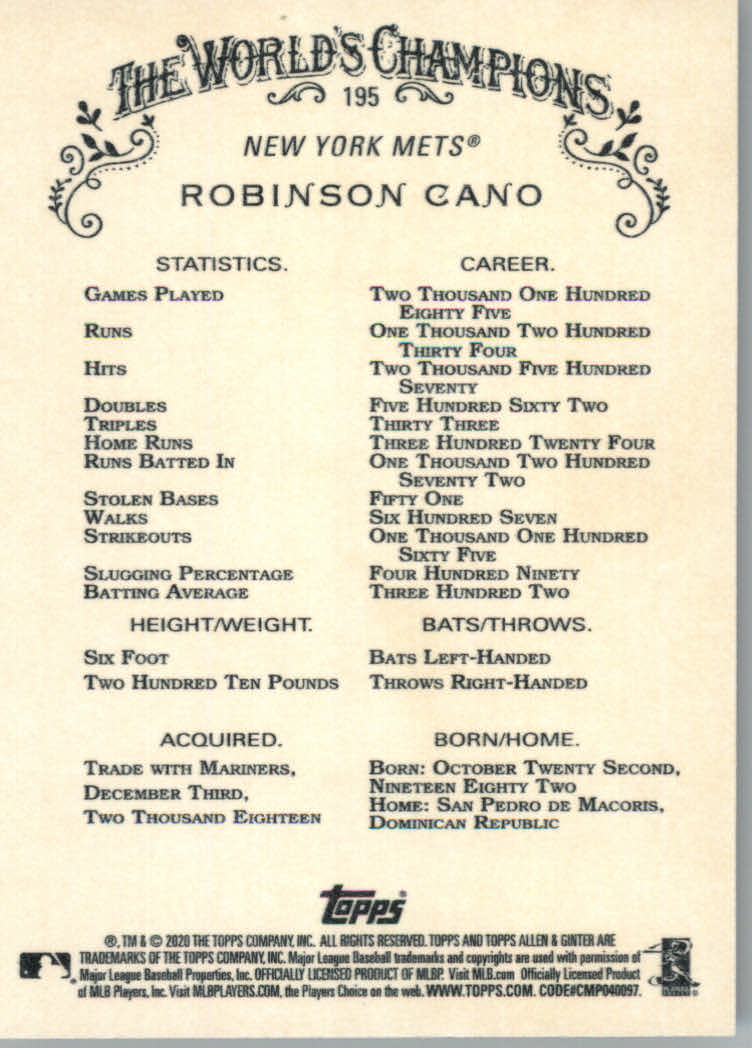 THE WORLD'S CHAMPIONS
195
NEW YORK METS®
ROBINSON CANO
STATISTICS. CAREER.
GAMES PLAYED TWO THOUSAND ONE HUNDRED
EIGHTY FIVE
RUNS ONE THOUSAND TWO HUNDRED
THIRTY FOUR
HITS TWO THOUSAND FIVE HUNDRED
SEVENTY
DOUBLES FIVE HUNDRED SIXTY TWO
TRIPLES THIRTY THREE
HOME RUNS THREE HUNDRED TWENTY FOUR
RUNS BATTED IN ONE THOUSAND TWO HUNDRED
SEVENTY TWO
STOLEN BASES FIFTY ONE
WALKS SIX HUNDRED SEVEN
STRIKEOUTS ONE THOUSAND ONE HUNDRED
SIXTY FIVE
SLUGGING PERCENTAGE FOUR HUNDRED NINETY
BATTING AVERAGE THREE HUNDRED TWO
HEIGHT/WEIGHT. BATS/THROWS.
SIX FOOT BATS LEFT-HANDED
TWO HUNDRED TEN POUNDS THROWS RIGHT-HANDED
ACQUIRED. BORN/HOME.
TRADE WITH MARINERS, BORN: OCTOBER TWENTY SECOND,
DECEMBER THIRD, NINETEEN EIGHTY TWO
TWO THOUSAND EIGHTEEN HOME: SAN PEDRO DE MACORIS,
DOMINICAN REPUBLIC
Topps®
®, TM & © 2020 THE TOPPS COMPANY, INC. ALL RIGHTS RESERVED. TOPPS AND TOPPS ALLEN & GINTER ARE
TRADEMARKS OF THE TOPPS COMPANY, INC. Major League Baseball trademarks and copyrights are used with permission of
Major League Baseball Properties, Inc. OFFICIALLY LICENSED PRODUCT OF MLBP. Visit MLB.com Officially Licensed Product
of MLB Players, Inc. Visit MLBPLAYERS.COM, the Players Choice on the web. WWW.TOPPS.COM. CODE#CMP040097.